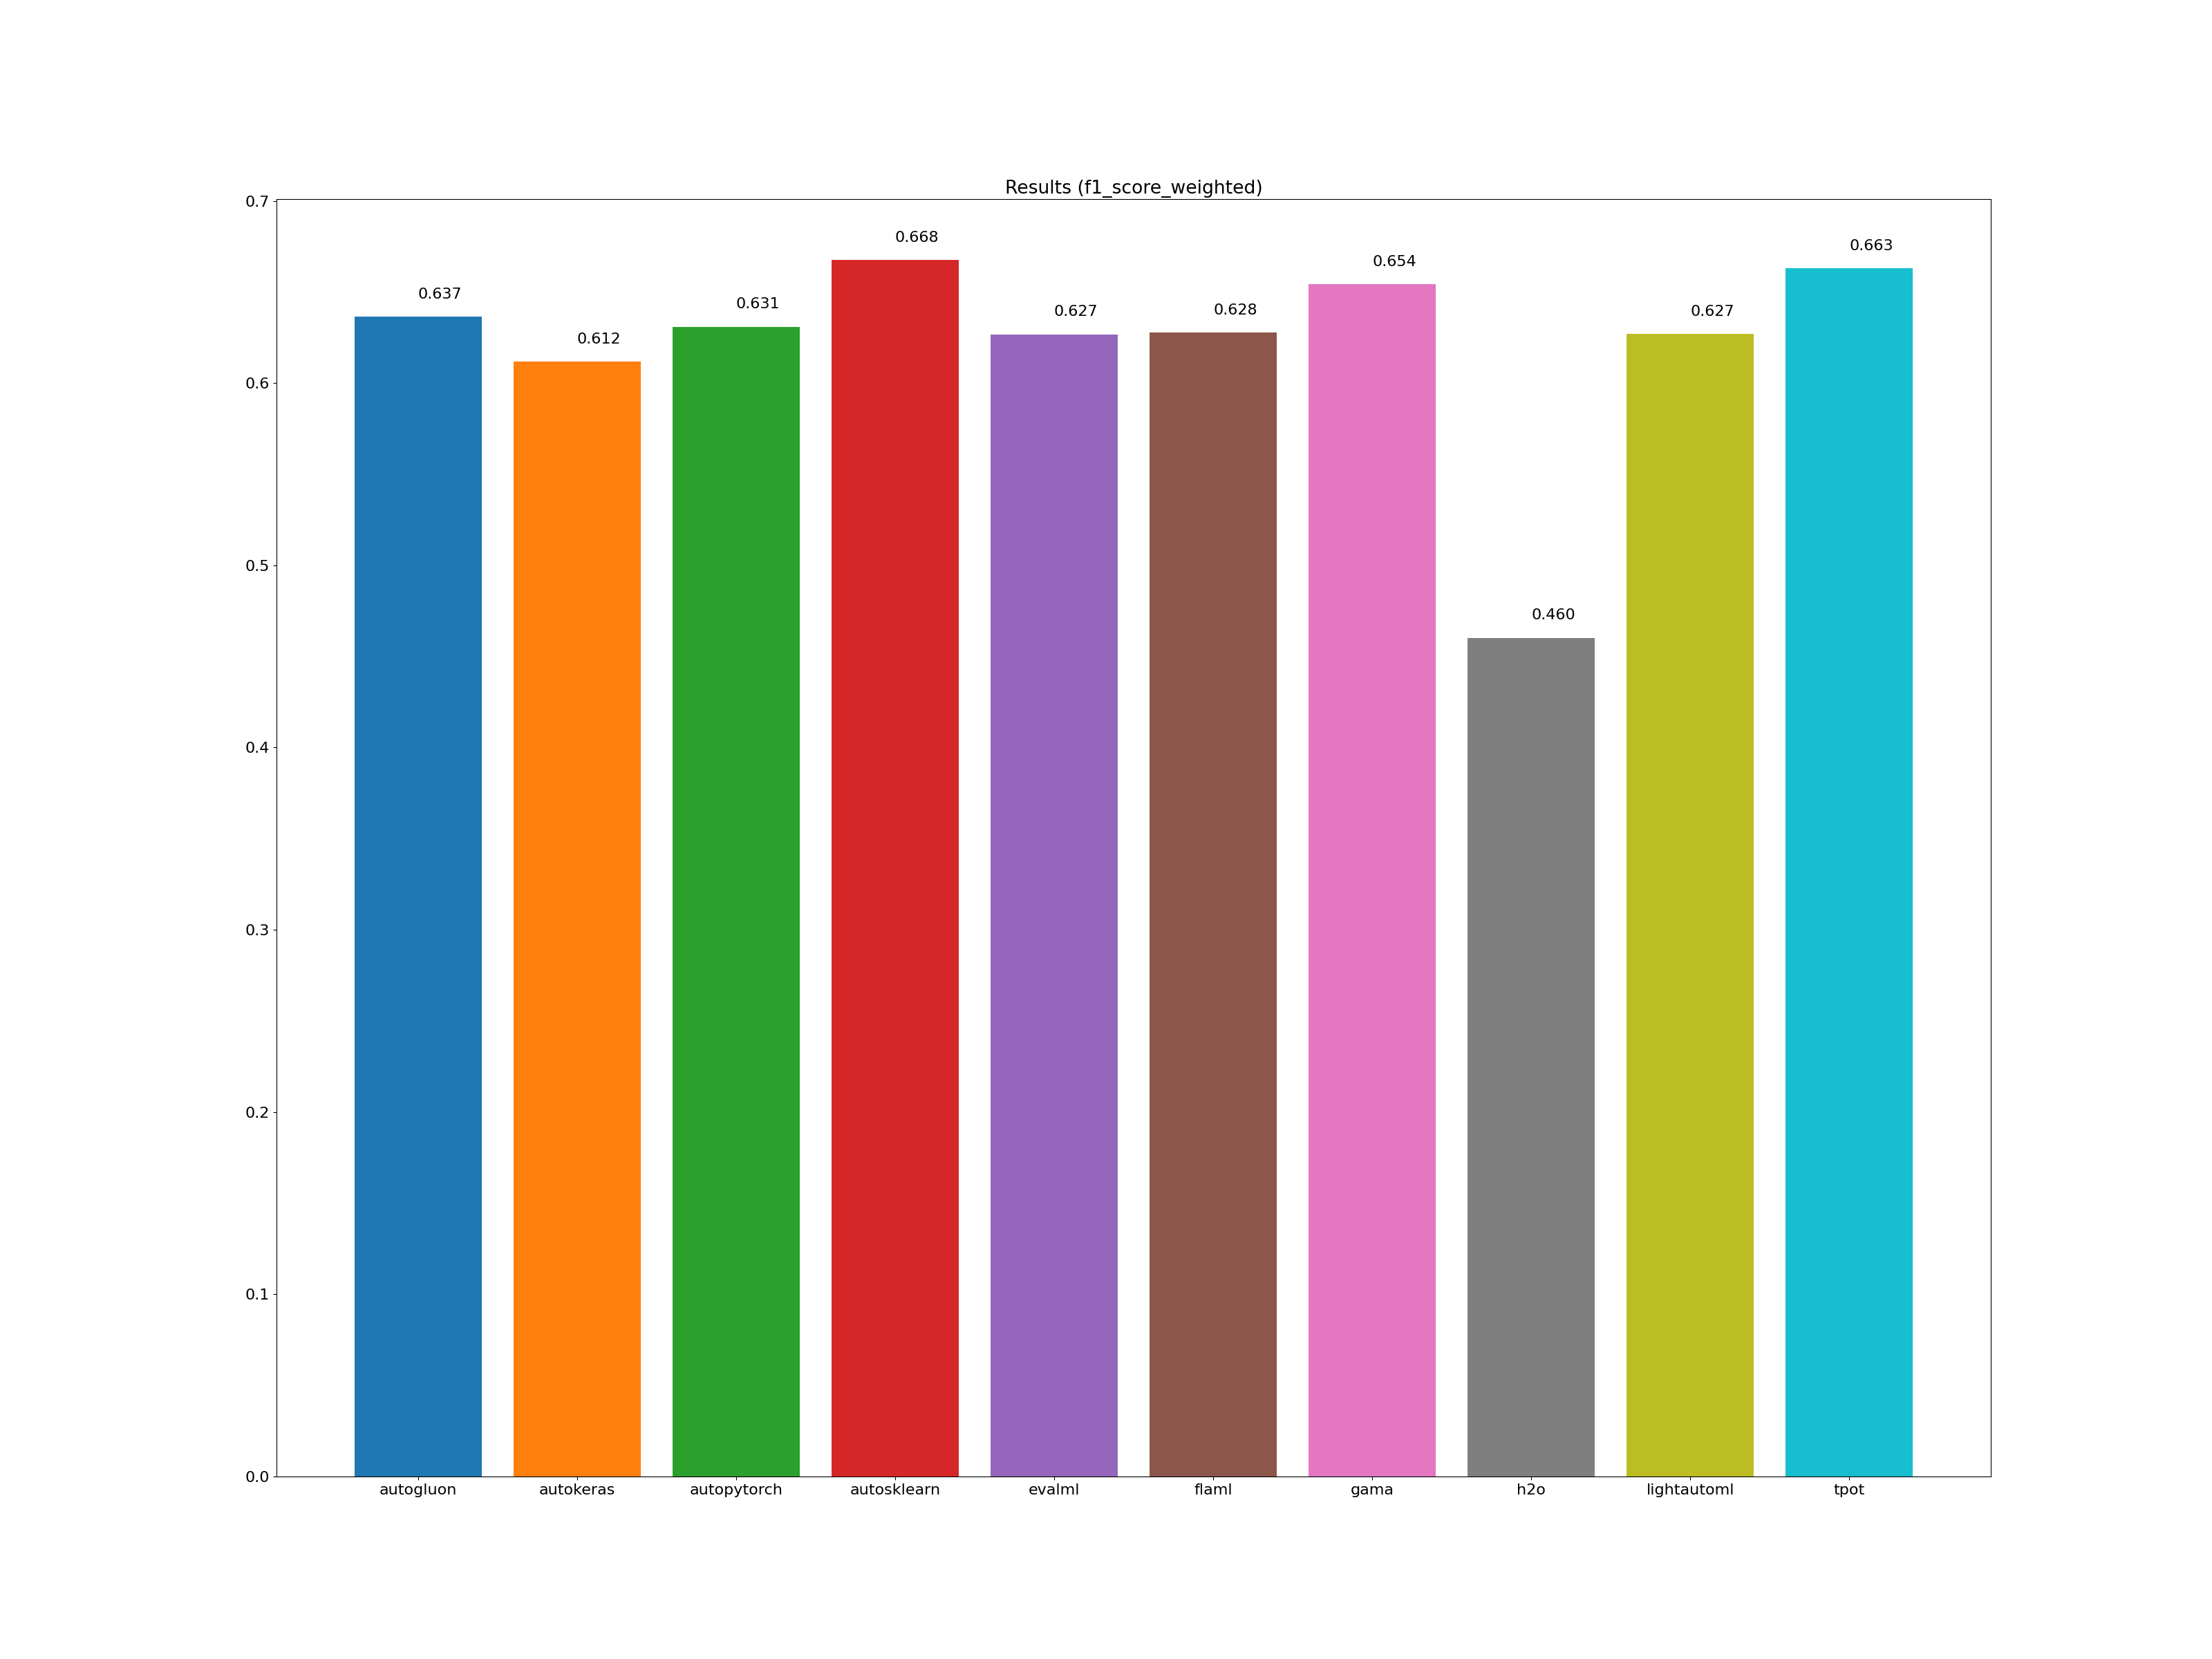 Results (f1_score_weighted)
0.7
0.6
0.5
0.4
0.3
0.2
0.1
0.0
0.637
0.612
0.631
0.668
0.627
0.628
0.654
0.460
0.627
0.663
autogluon
autokeras
autopytorch
autosklearn
evalml
flaml
gama
h2o
lightautoml
tpot